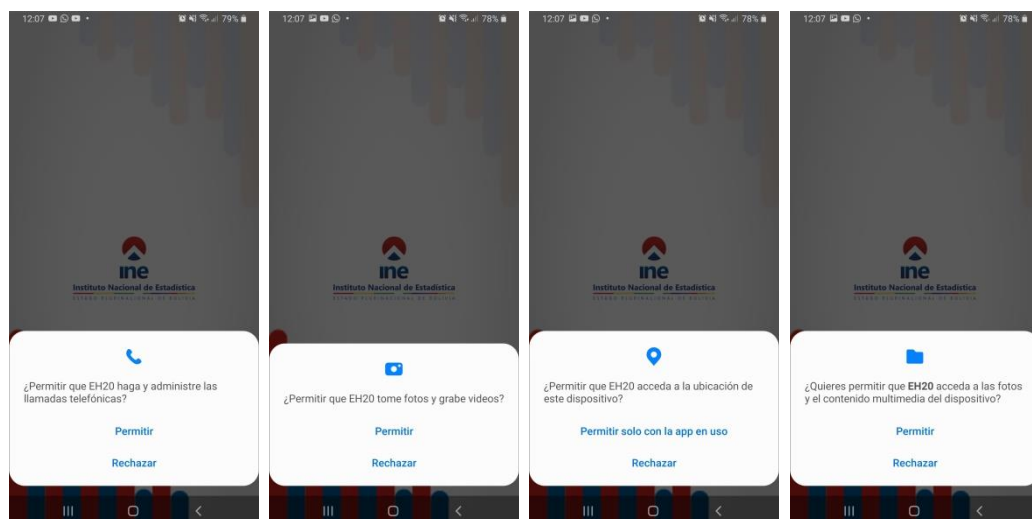 12:07 79%
ine
Instituto Nacional de Estadística
ESTADO PLURINACIONAL DE BOLIVIA
¿Permitir que EH20 haga y administre las
llamadas telefónicas?
Permitir
Rechazar
12:07 78%
ine
Instituto Nacional de Estadística
ESTADO PLURINACIONAL DE BOLIVIA
¿Permitir que EH20 tome fotos y grabe videos?
Permitir
Rechazar
12:07 78%
ine
Instituto Nacional de Estadística
ESTADO PLURINACIONAL DE BOLIVIA
¿Permitir que EH20 acceda a la ubicación de
este dispositivo?
Permitir solo con la app en uso
Rechazar
12:07 78%
ine
Instituto Nacional de Estadística
ESTADO PLURINACIONAL DE BOLIVIA
¿Quieres permitir que EH20 acceda a las fotos
y el contenido multimedia del dispositivo?
Permitir
Rechazar